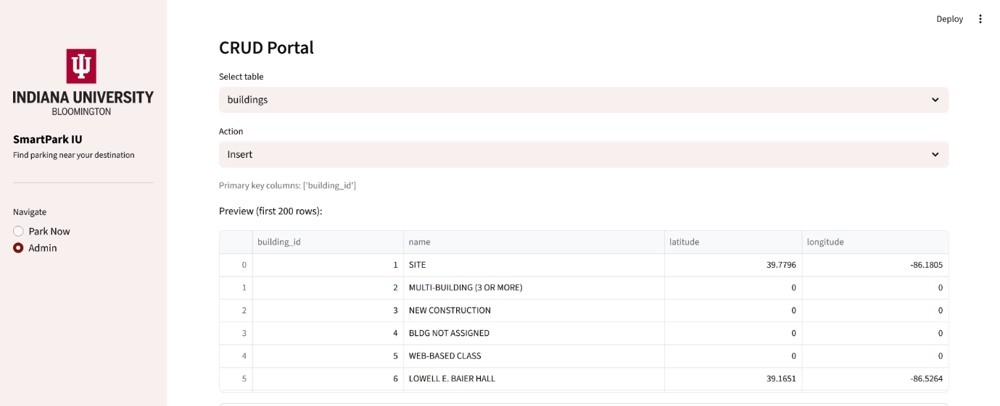 Deploy
INDIANA UNIVERSITY
BLOOMINGTON
SmartPark IU
Find parking near your destination
Navigate
Park Now
Admin
CRUD Portal
Select table
buildings
Action
Insert
Primary key columns: ['building_id']
Preview (first 200 rows):
building_id name latitude longitude
0 1 SITE 39.7796 -86.1805
1 2 MULTI-BUILDING (3 OR MORE) 0 0
2 3 NEW CONSTRUCTION 0 0
3 4 BLDG NOT ASSIGNED 0 0
4 5 WEB-BASED CLASS 0 0
5 6 LOWELL E. BAIER HALL 39.1651 -86.5264